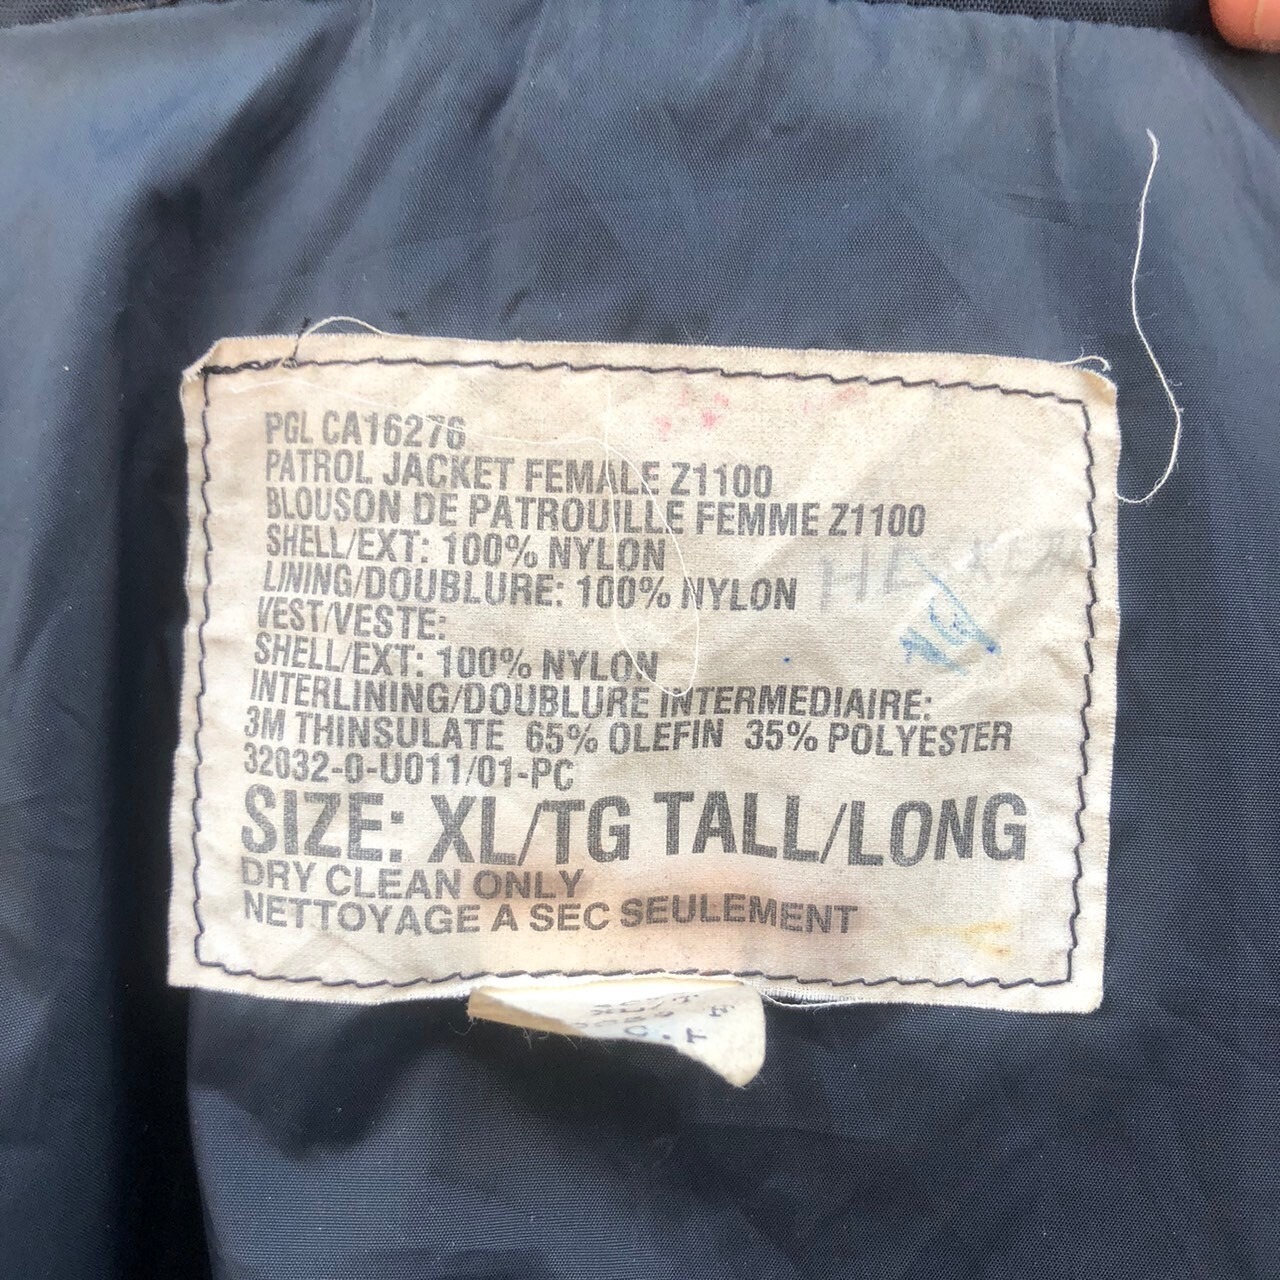 PGL CA16276
PATROL JACKET FEMALE Z1100
BLOUSON DE PATROUILLE FEMME Z1100
SHELL/EXT: 100% NYLON
LINING/DOUBLURE: 100% NYLON
VEST/VESTE:
SHELL/EXT: 100% NYLON
INTERLINING/DOUBLURE INTERMEDIAIRE:
3M THINSULATE 65% OLEFIN 35% POLYESTER
32032-0-U011/01-PC
SIZE: XL/TG TALL/LONG
DRY CLEAN ONLY
NETTOYAGE A SEC SEULEMENT